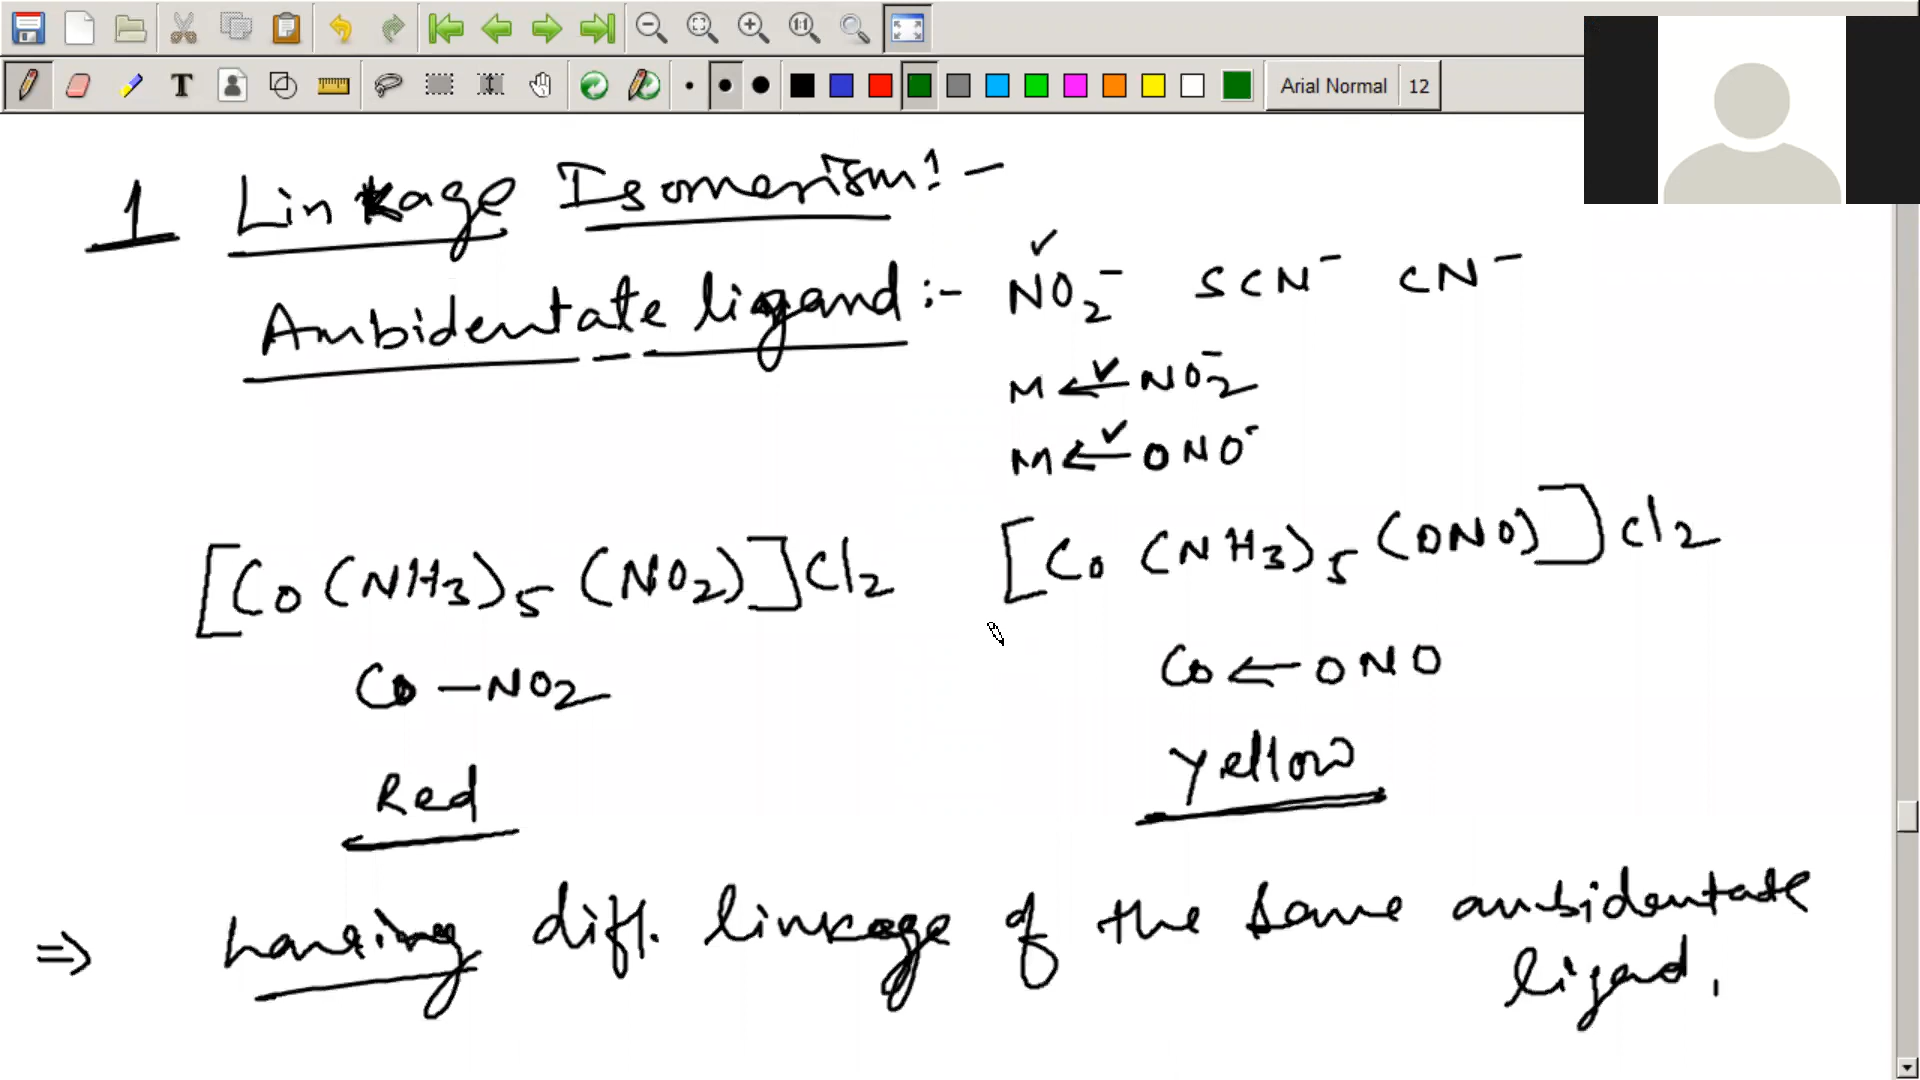 Arial Normal 12
1 Linkage Isomerism :-
Ambidentate ligand :- NO₂⁻ SCN⁻ CN⁻
M ← NO₂⁻
M ← ONO⁻
[Co (NH₃)₅ (NO₂)] Cl₂ [Co (NH₃)₅ (ONO)] Cl₂
Co — NO₂ Co ← ONO
Red Yellow
⇒ having diff. linkage of the same ambidentate
ligand.